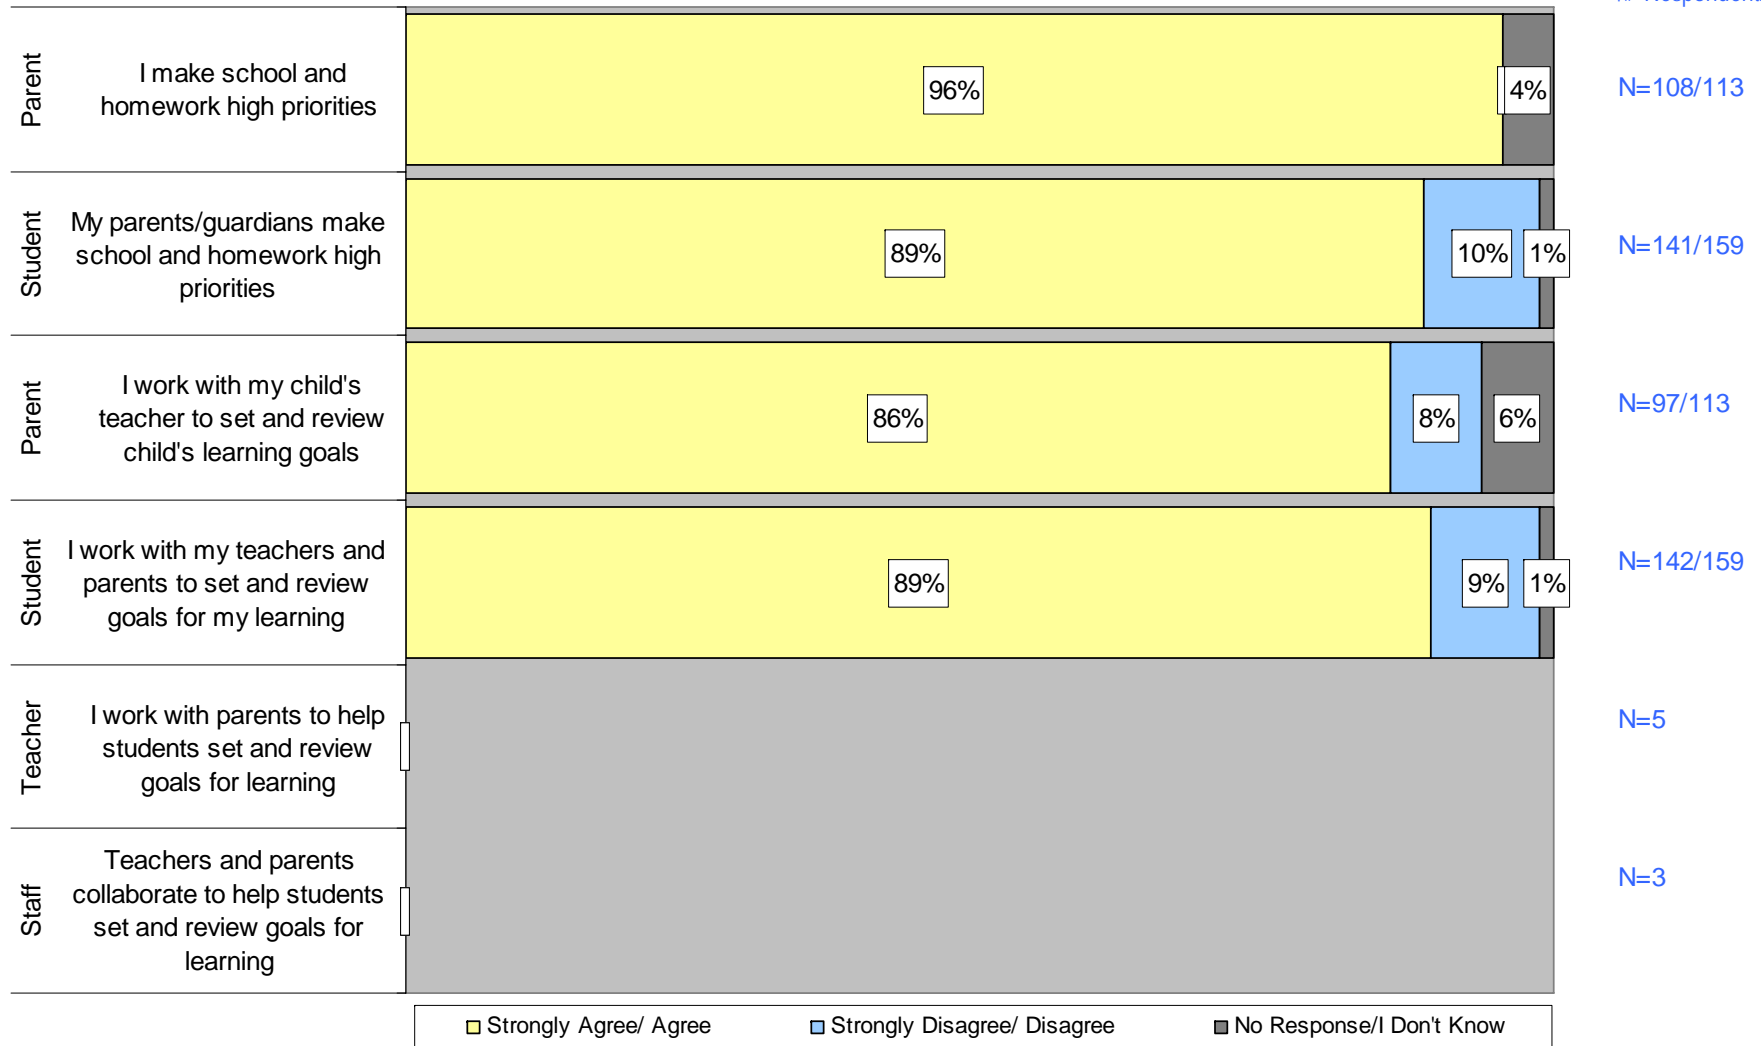 Parent
I make school and
homework high priorities
96%
4%
N=108/113
Student
My parents/guardians make
school and homework high
priorities
89%
10%
1%
N=141/159
Parent
I work with my child's
teacher to set and review
child's learning goals
86%
8%
6%
N=97/113
Student
I work with my teachers and
parents to set and review
goals for my learning
89%
9%
1%
N=142/159
Teacher
I work with parents to help
students set and review
goals for learning
N=5
Staff
Teachers and parents
collaborate to help students
set and review goals for
learning
N=3
Strongly Agree/ Agree
Strongly Disagree/ Disagree
No Response/I Don't Know